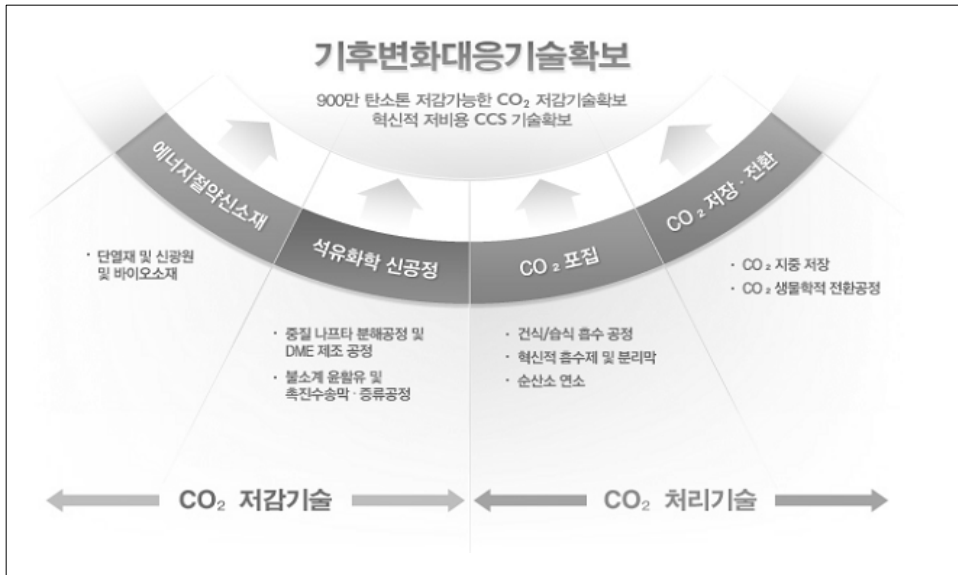 기후변화대응기술확보
900만 탄소톤 저감가능한 CO₂ 저감기술확보
혁신적 저비용 CCS 기술확보
에너지절약신소재
석유화학 신공정
CO₂ 포집
CO₂ 저장 · 전환
· 단열재 및 신광원
및 바이오소재
· 중질 나프타 분해공정 및
DME 제조 공정
· 불소계 윤활유 및
촉진수송막 · 증류공정
· 건식/습식 흡수 공정
· 혁신적 흡수제 및 분리막
· 순산소 연소
· CO₂ 지중 저장
· CO₂ 생물학적 전환공정
CO₂ 저감기술
CO₂ 처리기술